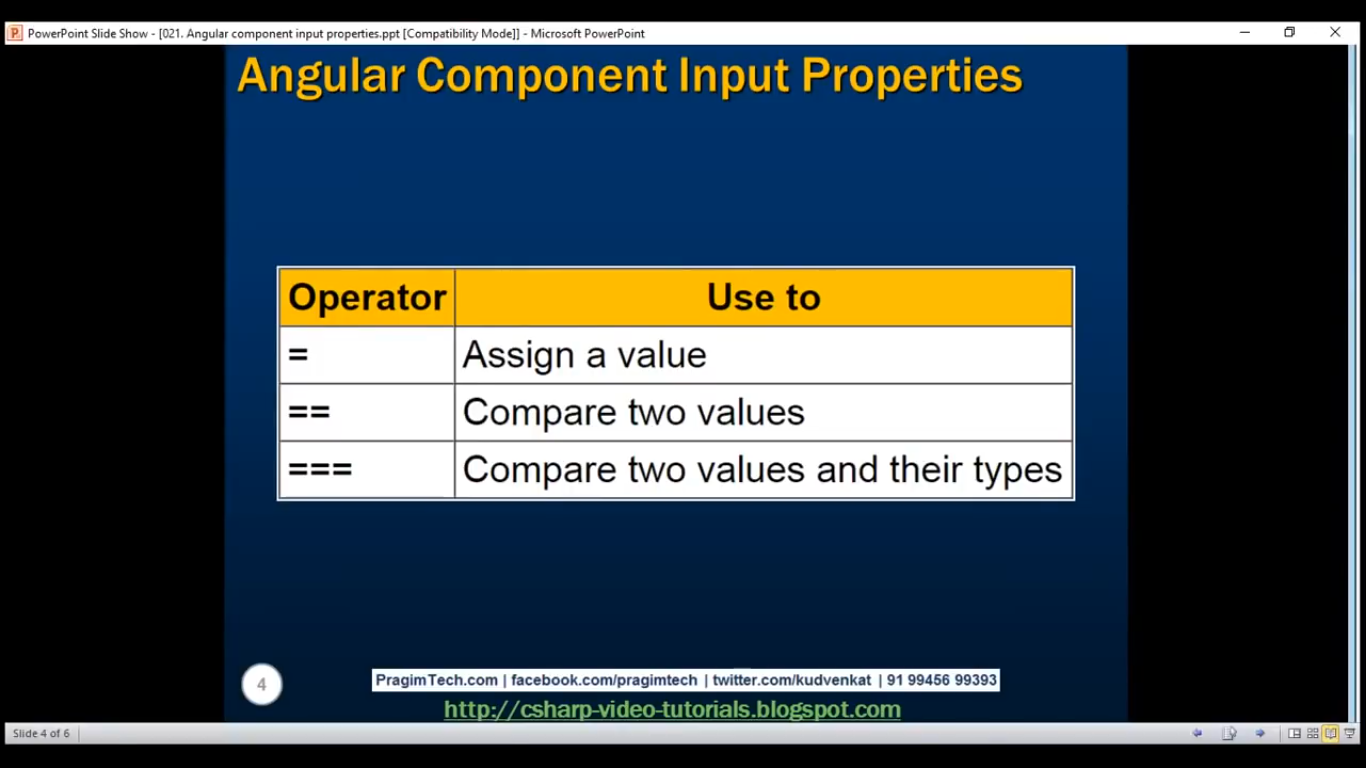 PowerPoint Slide Show - [021. Angular component input properties.ppt [Compatibility Mode]] - Microsoft PowerPoint
Angular Component Input Properties
Operator Use to
= Assign a value
== Compare two values
=== Compare two values and their types
4
PragimTech.com | facebook.com/pragimtech | twitter.com/kudvenkat | 91 99456 99393
http://csharp-video-tutorials.blogspot.com
Slide 4 of 6